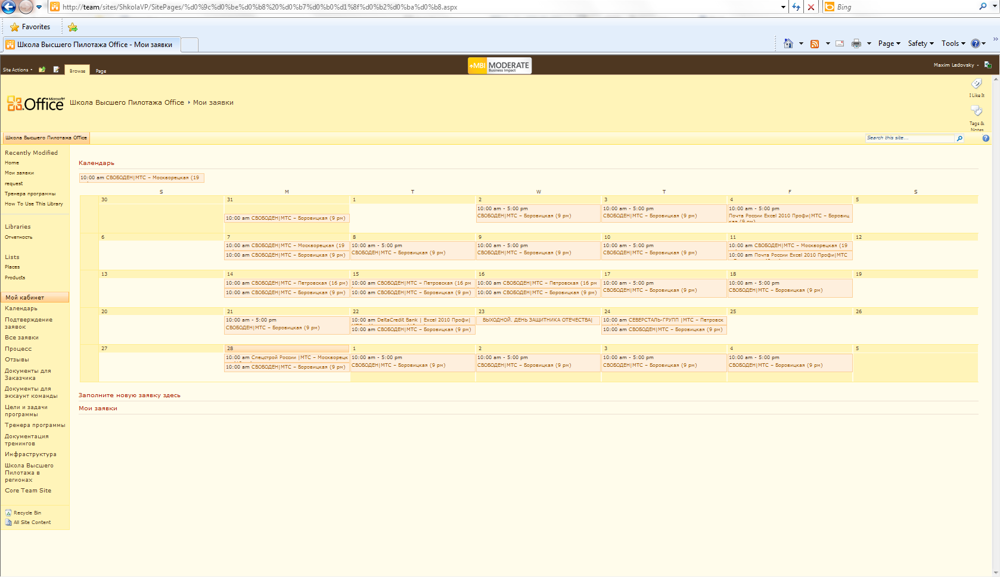 http://team/sites/ShkolaVP/SitePages/%d0%9c%d0%be%d0%b8%20%d0%b7%d0%b0%d1%8f%d0%b2%d0%ba%d0%b8.aspx
Bing
Favorites
Школа Высшего Пилотажа Office - Мои заявки
Page Safety Tools
Site Actions
Browse
Page
+MBI MODERATE
Business Impact
Maxim Ledovsky
I Like It
Tags &
Notes
Microsoft
Office
Школа Высшего Пилотажа Office Мои заявки
Школа Высшего Пилотажа Office
Search this site...
Recently Modified
Home
Мои заявки
request
Тренера программы
How To Use This Library
Libraries
Отчетность
Lists
Places
Products
Мой кабинет
Календарь
Подтверждение
заявок
Все заявки
Процесс
Отзывы
Документы для
Заказчика
Документы для
эккаунт команды
Цели и задачи
программы
Тренера программы
Документация
тренингов
Инфраструктура
Школа Высшего
Пилотажа в
регионах
Core Team Site
Recycle Bin
All Site Content
Календарь
10:00 am СВОБОДЕН|МТС – Москворецкая (19
S M T W T F S
30 31 1 2 3 4 5
10:00 am СВОБОДЕН|МТС – Боровицкая (9 рм)
10:00 am - 5:00 pm
СВОБОДЕН|МТС – Боровицкая (9 рм)
10:00 am - 5:00 pm
СВОБОДЕН|МТС – Боровицкая (9 рм)
10:00 am - 5:00 pm
Почта России Excel 2010 Профи|МТС – Боровиц
кая (9 рм)
6 7 8 9 10 11 12
10:00 am СВОБОДЕН|МТС – Москворецкая (19
10:00 am СВОБОДЕН|МТС – Боровицкая (9 рм)
10:00 am - 5:00 pm
СВОБОДЕН|МТС – Боровицкая (9 рм)
10:00 am - 5:00 pm
СВОБОДЕН|МТС – Боровицкая (9 рм)
10:00 am - 5:00 pm
СВОБОДЕН|МТС – Боровицкая (9 рм)
10:00 am СВОБОДЕН|МТС – Москворецкая (19
10:00 am Почта России Excel 2010 Профи|МТС
13 14 15 16 17 18 19
10:00 am СВОБОДЕН|МТС – Петровская (16 рм)
10:00 am СВОБОДЕН|МТС – Боровицкая (9 рм)
10:00 am СВОБОДЕН|МТС – Петровская (16 рм
10:00 am СВОБОДЕН|МТС – Боровицкая (9 рм)
10:00 am СВОБОДЕН|МТС – Петровская (16 рм
10:00 am СВОБОДЕН|МТС – Боровицкая (9 рм)
10:00 am - 5:00 pm
СВОБОДЕН|МТС – Боровицкая (9 рм)
10:00 am - 5:00 pm
СВОБОДЕН|МТС – Боровицкая (9 рм)
20 21 22 23 24 25 26
10:00 am - 5:00 pm
СВОБОДЕН|МТС – Боровицкая (9 рм)
10:00 am DeltaCredit Bank | Excel 2010 Профи|
10:00 am СВОБОДЕН|МТС – Боровицкая (9 рм)
ВЫХОДНОЙ. ДЕНЬ ЗАЩИТНИКА ОТЕЧЕСТВА|
10:00 am СЕВЕРСТАЛЬ-ГРУПП |МТС – Петровск
10:00 am СВОБОДЕН|МТС – Боровицкая (9 рм)
27 28 1 2 3 4 5
10:00 am Спецстрой России |МТС – Москворецк
10:00 am СВОБОДЕН|МТС – Боровицкая (9 рм)
10:00 am - 5:00 pm
СВОБОДЕН|МТС – Боровицкая (9 рм)
10:00 am - 5:00 pm
СВОБОДЕН|МТС – Боровицкая (9 рм)
10:00 am - 5:00 pm
СВОБОДЕН|МТС – Боровицкая (9 рм)
10:00 am - 5:00 pm
СВОБОДЕН|МТС – Боровицкая (9 рм)
Заполните новую заявку здесь
Мои заявки